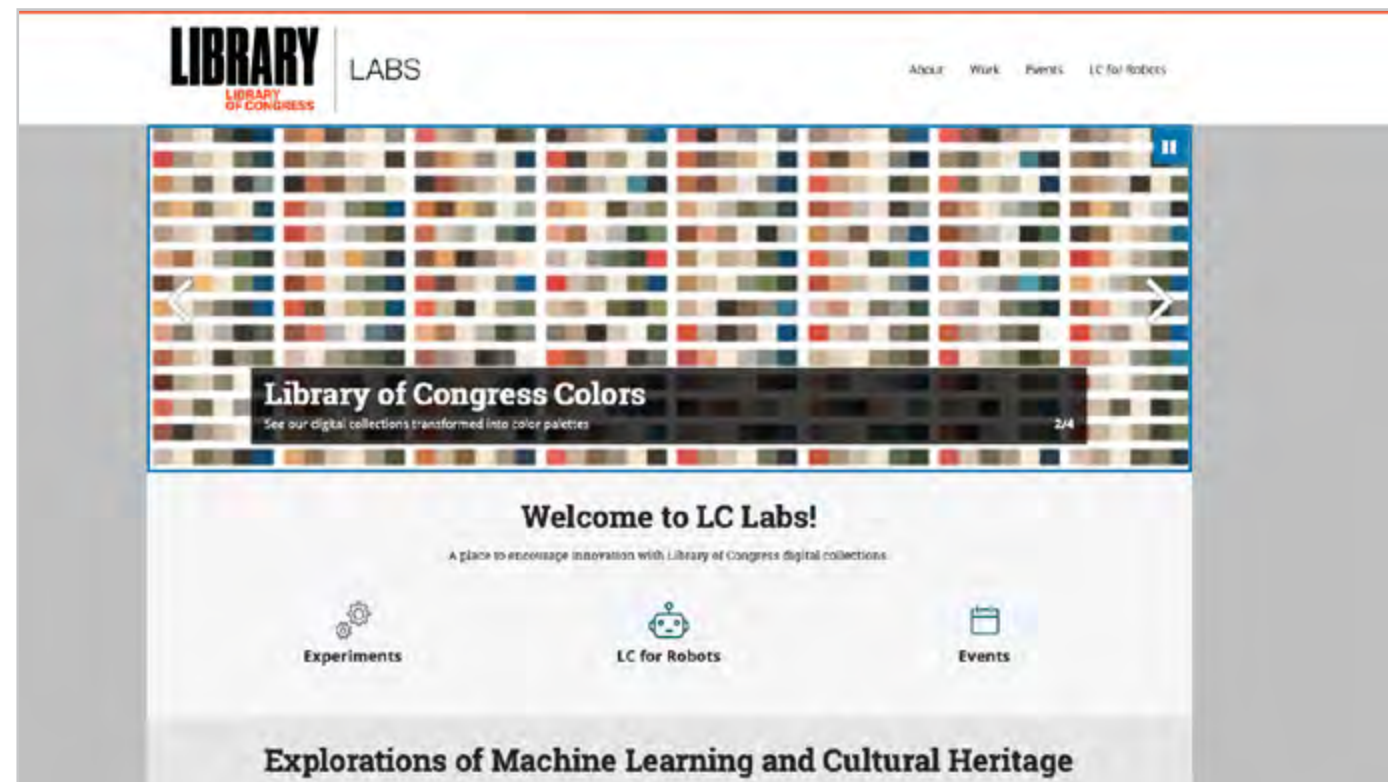 LIBRARY
LIBRARY
OF CONGRESS
LABS
About Work Events LC for Robots
Library of Congress Colors
See our digital collections transformed into color palettes
2/4
Welcome to LC Labs!
A place to encourage innovation with Library of Congress digital collections.
Experiments LC for Robots Events
Explorations of Machine Learning and Cultural Heritage